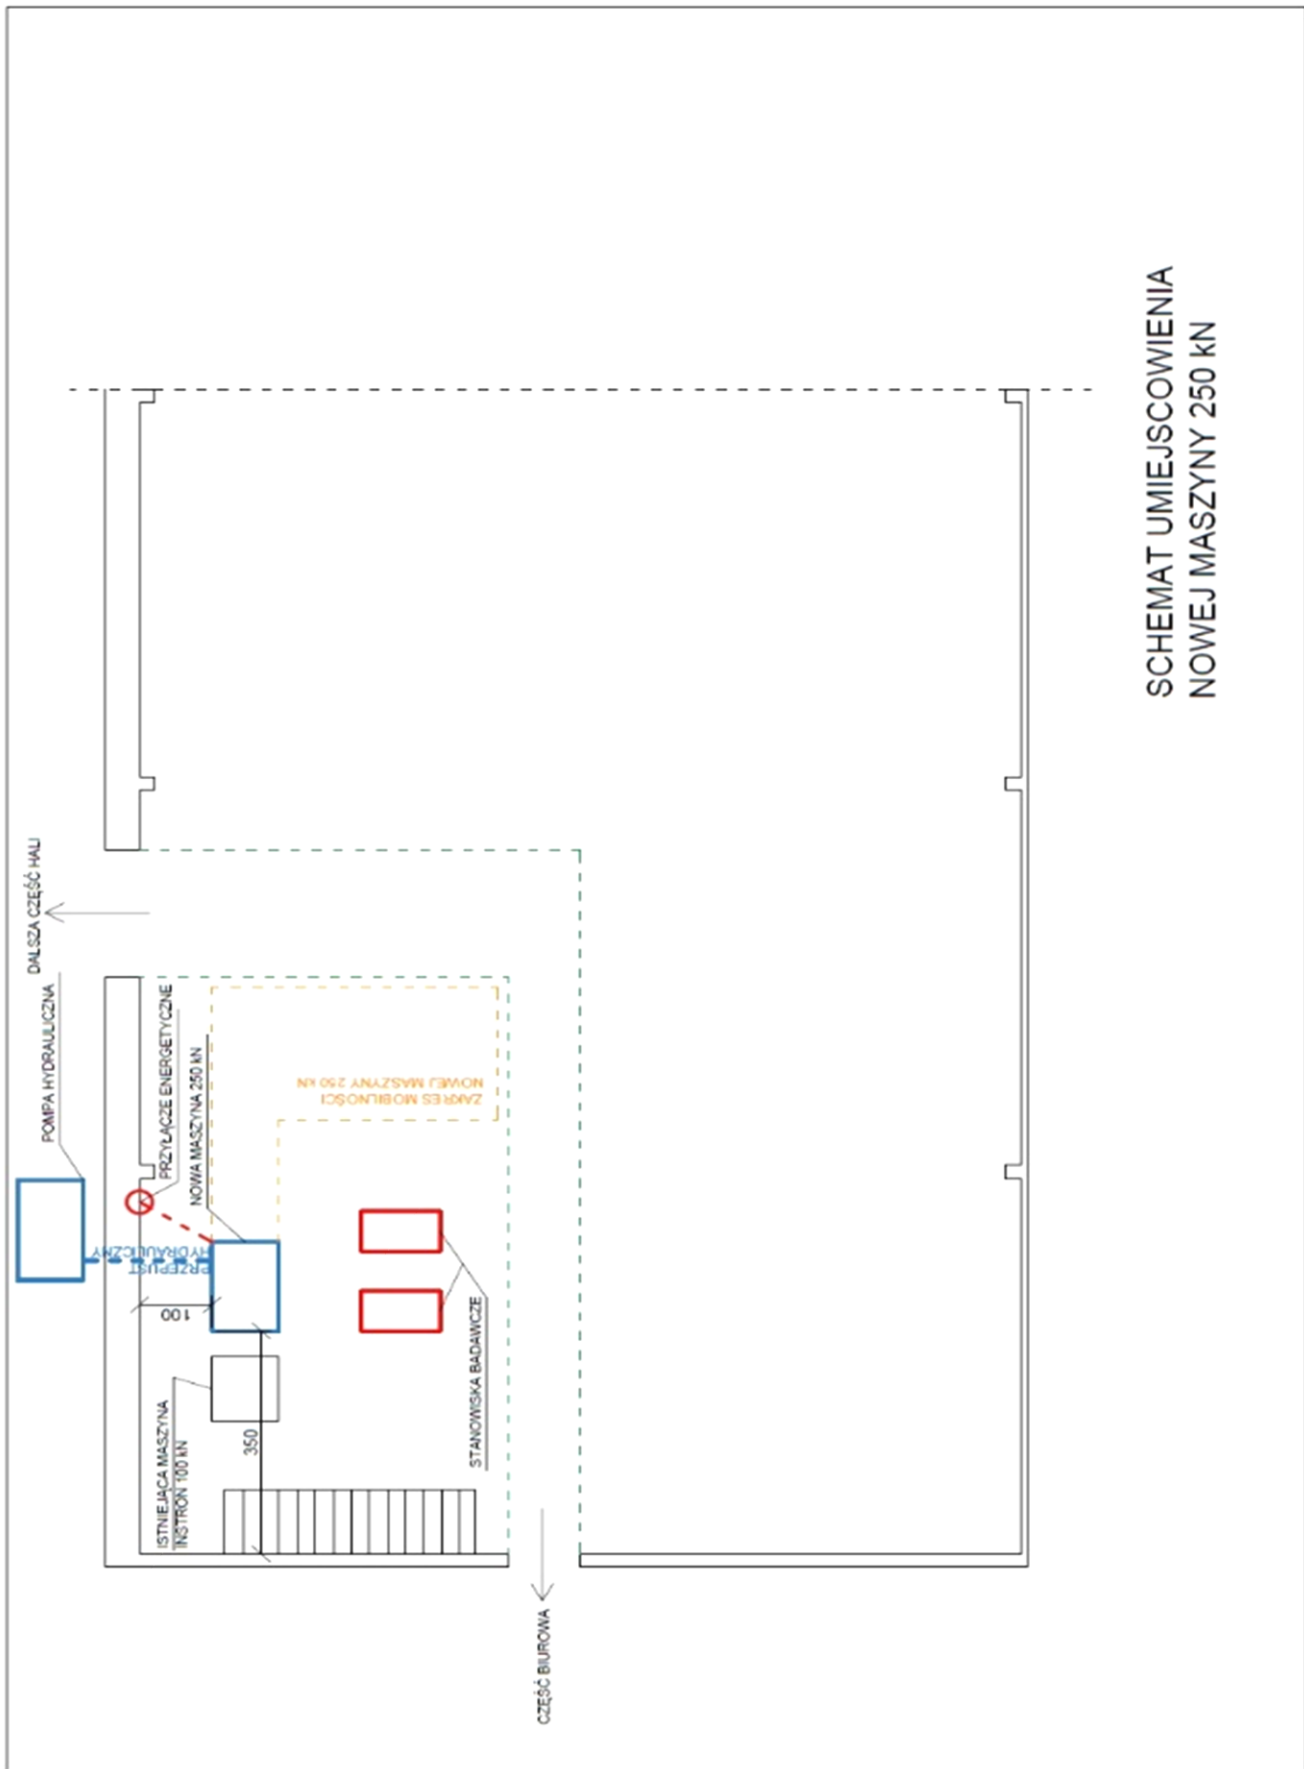 DALSZA CZĘŚĆ HALI
POMPA HYDRAULICZNA
PRZYŁĄCZE ENERGETYCZNE
NOWA MASZYNA 250 kN
ZAKRES MOBILNOŚCI
NOWEJ MASZYNY 250 kN
PRZEPUST
HYDRAULICZNY
100
ISTNIEJĄCA MASZYNA
INSTRON 100 kN
350
STANOWISKA BADAWCZE
CZĘŚĆ BIUROWA
SCHEMAT UMIEJSCOWIENIA
NOWEJ MASZYNY 250 kN